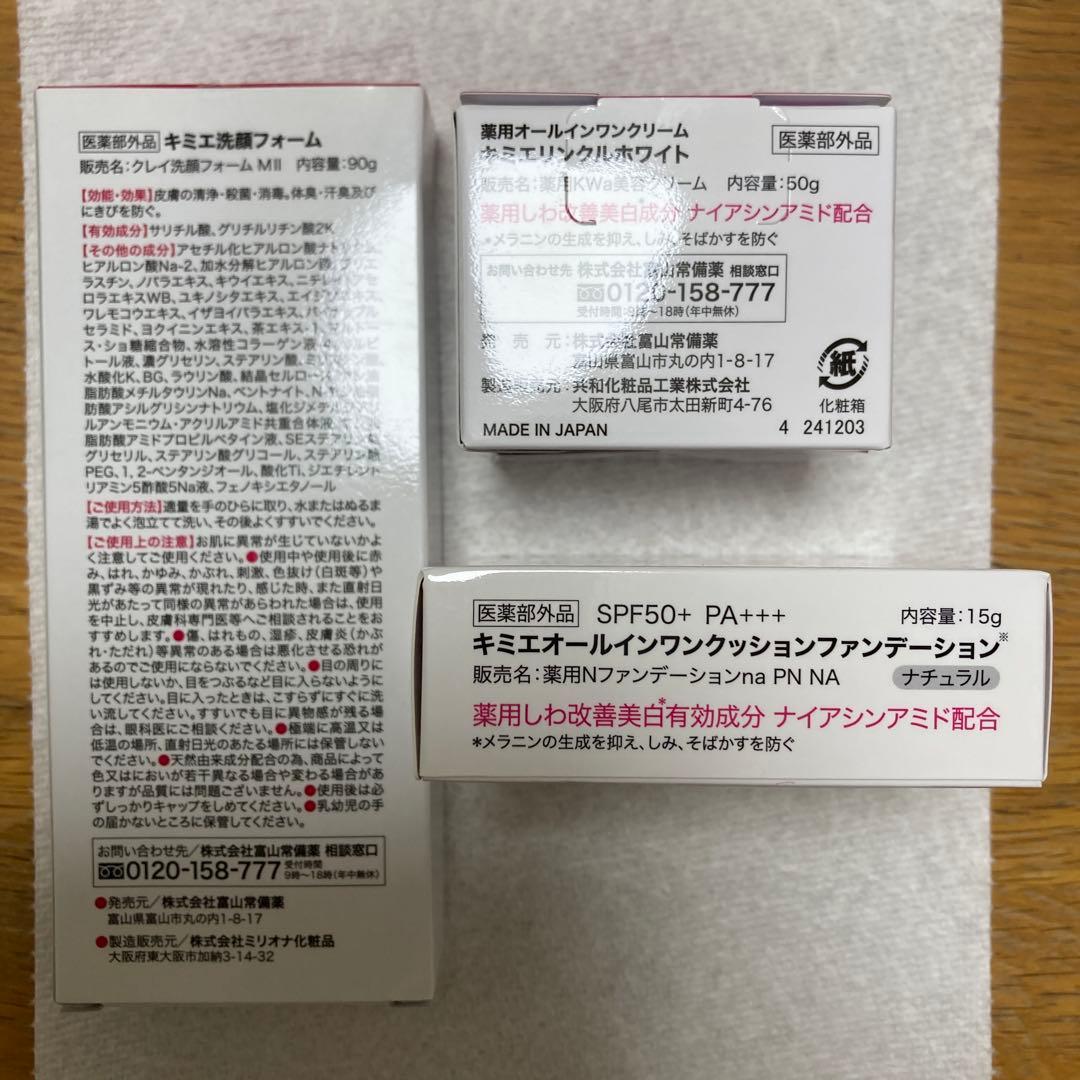 医薬部外品 キミエ洗顔フォーム
販売名:クレイ洗顔フォーム MⅡ 内容量:90g
【効能・効果】皮膚の清浄・殺菌・消毒。体臭・汗臭及び
にきびを防ぐ。
【有効成分】サリチル酸、グリチルリチン酸2K
【その他の成分】アセチル化ヒアルロン酸ナトリウム、
ヒアルロン酸Na-2、加水分解ヒアルロン酸、
ラスチン、ノバラエキス、キウイエキス、ニチレイアセ
ロラエキスWB、ユキノシタエキス、エイジツエキス、
ワレモコウエキス、イザヨイバラエキス、パイナップル
セラミド、ヨクイニンエキス、茶エキス-1、マルトー
ス・ショ糖縮合物、水溶性コラーゲン液-4、ソルビ
トール液、濃グリセリン、ステアリン酸、ミリスチン酸、
水酸化K、BG、ラウリン酸、結晶セルロース、
脂肪酸メチルタウリンNa、ベントナイト、N-
肪酸アシルグリシンナトリウム、塩化ジメチル
ルアンモニウム・アクリルアミド共重合体液、
脂肪酸アミドプロピルベタイン液、SEステアリン酸
グリセリル、ステアリン酸グリコール、ステアリン酸
PEG、1、2-ペンタンジオール、酸化Ti、ジエチレント
リアミン5酢酸5Na液、フェノキシエタノール
【ご使用方法】適量を手のひらに取り、水またはぬるま
湯でよく泡立てて洗い、その後よくすすいでください。
【ご使用上の注意】お肌に異常が生じていないかよ
く注意してご使用ください。●使用中や使用後に赤
み、はれ、かゆみ、かぶれ、刺激、色抜け(白斑等)や
黒ずみ等の異常が現れたり、感じた時、また直射日
光があたって同様の異常があらわれた場合は、使用
を中止し、皮膚科専門医等へご相談されることをお
すすめします。●傷、はれもの、湿疹、皮膚炎(かぶ
れ・ただれ)等異常のある場合は悪化させる恐れが
あるのでご使用にならないでください。●目の周りに
は使用しないか、目をつぶるなど目に入らないように
してください。目に入ったときは、こすらずにすぐに洗
い流してください。すすいでも目に異物感が残る場
合は、眼科医にご相談ください。●極端に高温又は
低温の場所、直射日光のあたる場所には保管しない
でください。●天然由来成分配合の為、商品によって
色又はにおいが若干異なる場合や変わる場合があ
りますが品質には問題ございません。●使用後は必
ずしっかりキャップをしめてください。●乳幼児の手
の届かないところに保管してください。
お問い合わせ先/株式会社富山常備薬 相談窓口
0120-158-777 受付時間
9時~18時(年中無休)
●発売元/株式会社富山常備薬
富山県富山市丸の内1-8-17
●製造販売元/株式会社ミリオナ化粧品
大阪府東大阪市加納3-14-32
薬用オールインワンクリーム
キミエリンクルホワイト
医薬部外品
販売名:薬用KWa美容クリーム 内容量:50g
薬用しわ改善美白成分 ナイアシンアミド配合
*メラニンの生成を抑え、しみ、そばかすを防ぐ
お問い合わせ先 株式会社富山常備薬 相談窓口
0120-158-777
受付時間:9時~18時(年中無休)
発売元:株式会社富山常備薬
富山県富山市丸の内1-8-17
製造販売元:共和化粧品工業株式会社
大阪府八尾市太田新町4-76
MADE IN JAPAN
紙
化粧箱
4 241203
医薬部外品 SPF50+ PA+++ 内容量:15g
キミエオールインワンクッションファンデーション※
販売名:薬用Nファンデーションna PN NA ナチュラル
薬用しわ改善美白*有効成分 ナイアシンアミド配合
*メラニンの生成を抑え、しみ、そばかすを防ぐ